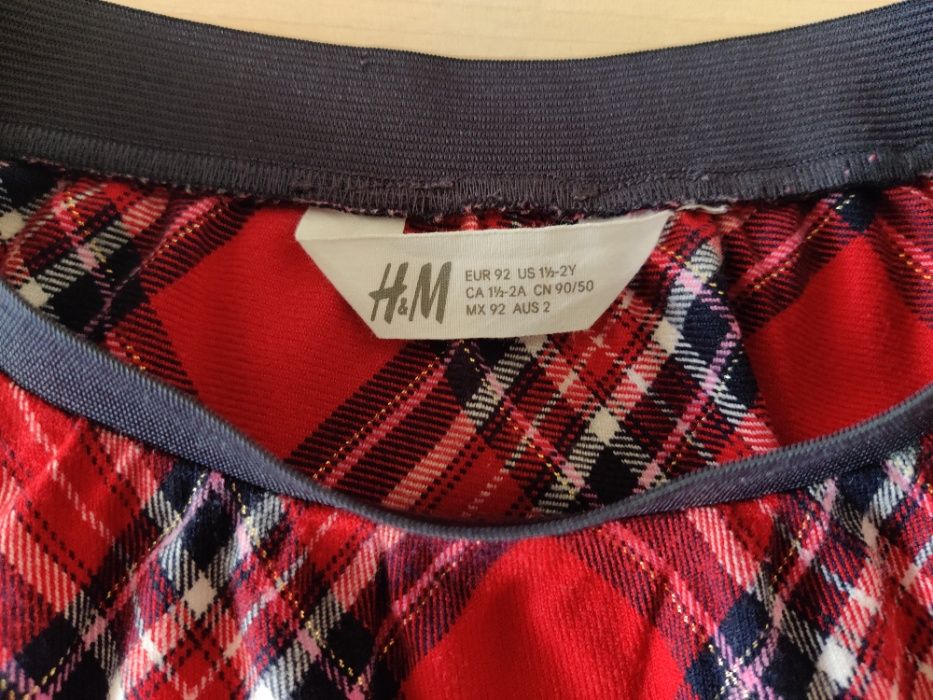 H&M
EUR 92 US 1½-2Y
CA 1½-2A CN 90/50
MX 92 AUS 2